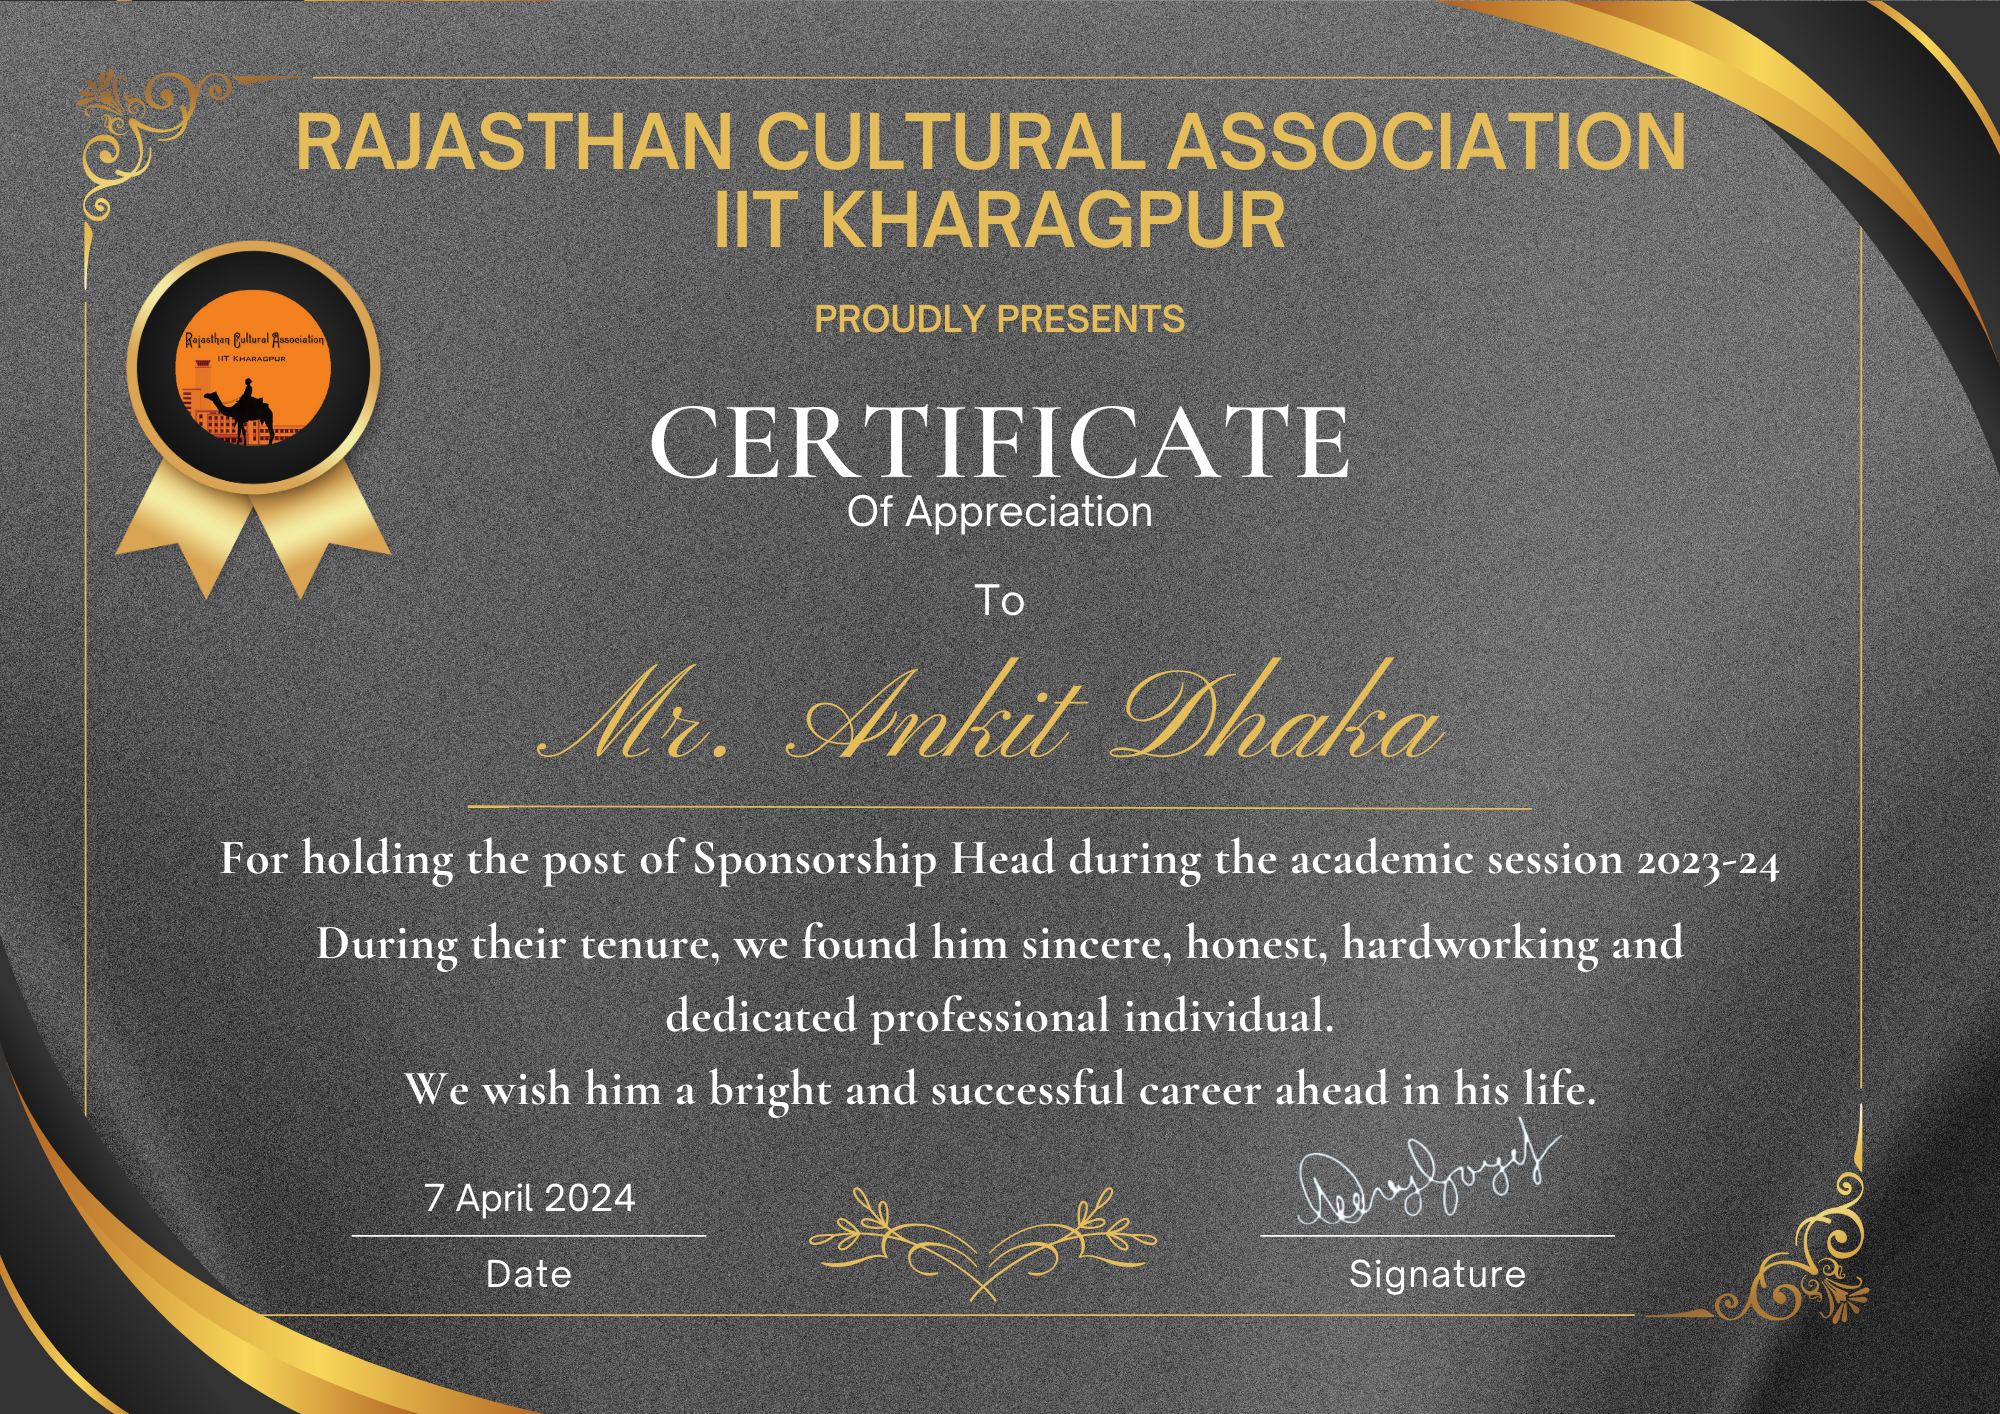 RAJASTHAN CULTURAL ASSOCIATION
IIT KHARAGPUR
Rajasthan Cultural Association
IIT KHARAGPUR
PROUDLY PRESENTS
CERTIFICATE
Of Appreciation
To
Mr. Ankit Dhaka
For holding the post of Sponsorship Head during the academic session 2023-24
During their tenure, we found him sincere, honest, hardworking and
dedicated professional individual.
We wish him a bright and successful career ahead in his life.
7 April 2024
Date
Signature